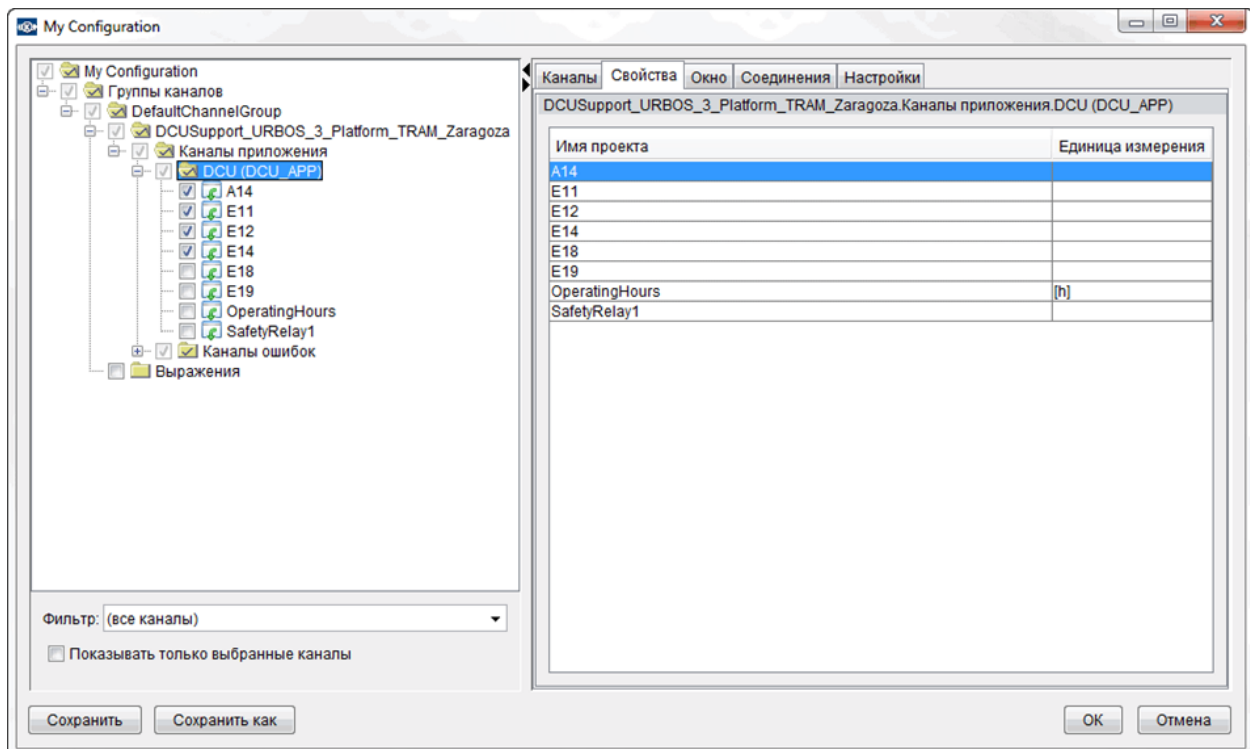 My Configuration
My Configuration
Группы каналов
DefaultChannelGroup
DCUSupport_URBOS_3_Platform_TRAM_Zaragoza
Каналы приложения
DCU (DCU_APP)
A14
E11
E12
E14
E18
E19
OperatingHours
SafetyRelay1
Каналы ошибок
Выражения
Фильтр: (все каналы)
Показывать только выбранные каналы
Каналы Свойства Окно Соединения Настройки
DCUSupport_URBOS_3_Platform_TRAM_Zaragoza.Каналы приложения.DCU (DCU_APP)
Имя проекта Единица измерения
A14
E11
E12
E14
E18
E19
OperatingHours [h]
SafetyRelay1
Сохранить Сохранить как OK Отмена